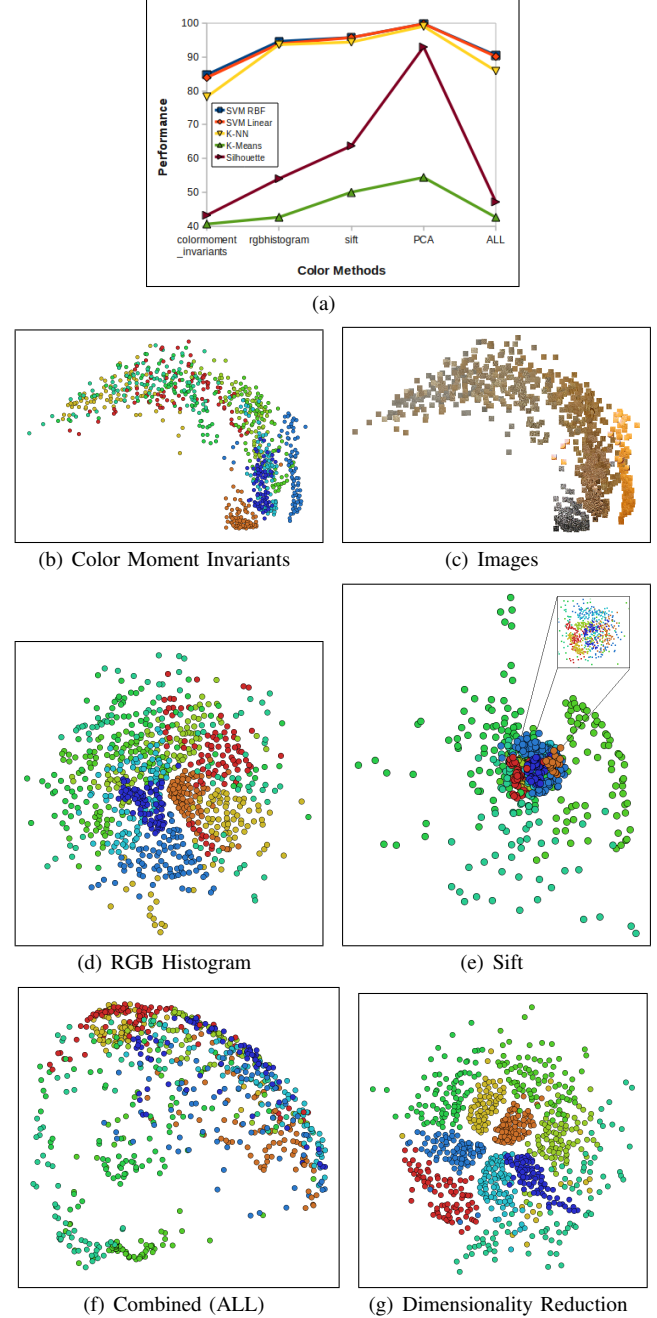 100
90
80
70
60
50
40
Performance
SVM RBF
SVM Linear
K-NN
K-Means
Silhouette
colormoment
_invariants
rgbhistogram
sift
PCA
ALL
Color Methods
(a)
(b) Color Moment Invariants
(c) Images
(d) RGB Histogram
(e) Sift
(f) Combined (ALL)
(g) Dimensionality Reduction